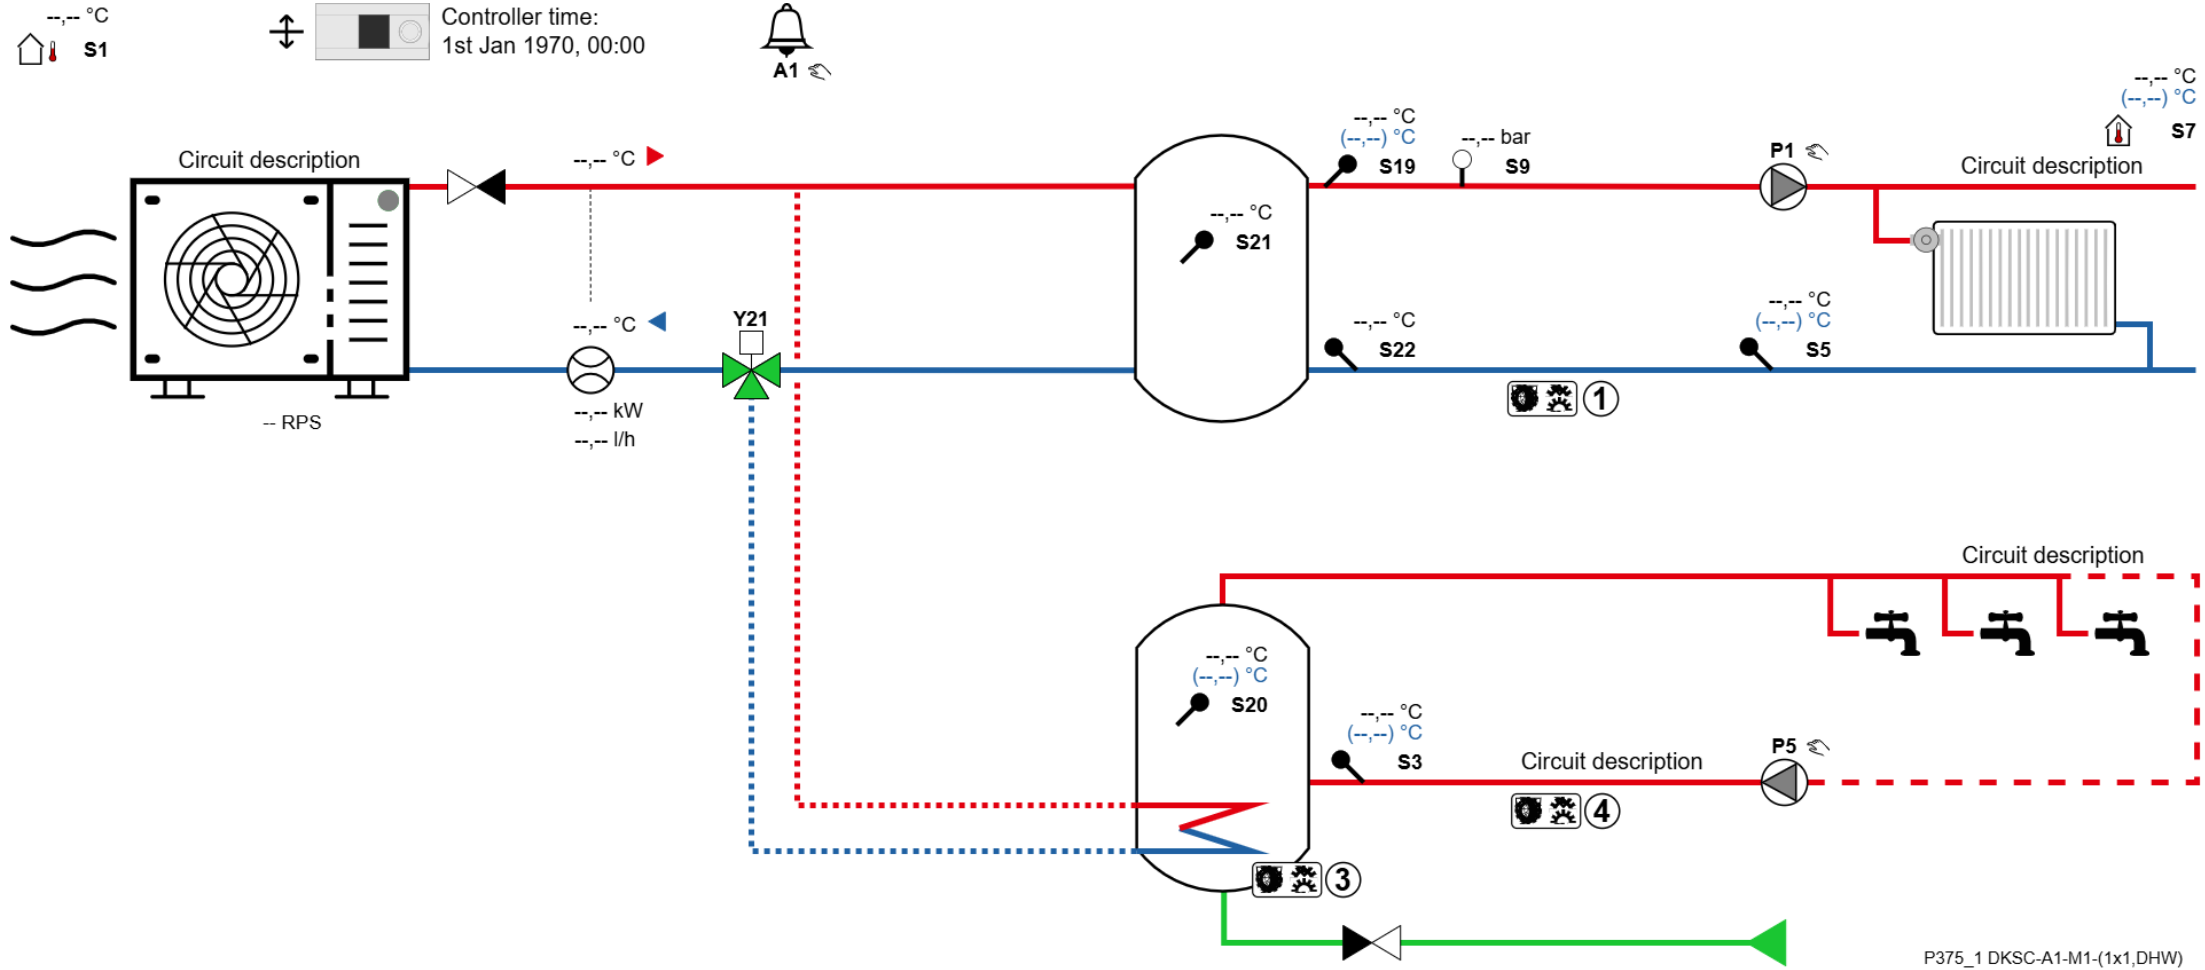 --,-- °C
S1
Controller time:
1st Jan 1970, 00:00
A1
--,-- °C
(--,--) °C
S7
Circuit description
--,-- °C
--,-- °C
(--,--) °C
S19
--,-- bar
S9
P1
Circuit description
--,-- °C
S21
--,-- °C
Y21
--,-- °C
S22
--,-- °C
(--,--) °C
S5
--,-- kW
--,-- l/h
-- RPS
1
Circuit description
--,-- °C
(--,--) °C
S20
--,-- °C
(--,--) °C
S3
Circuit description
P5
4
3
P375_1 DKSC-A1-M1-(1x1,DHW)